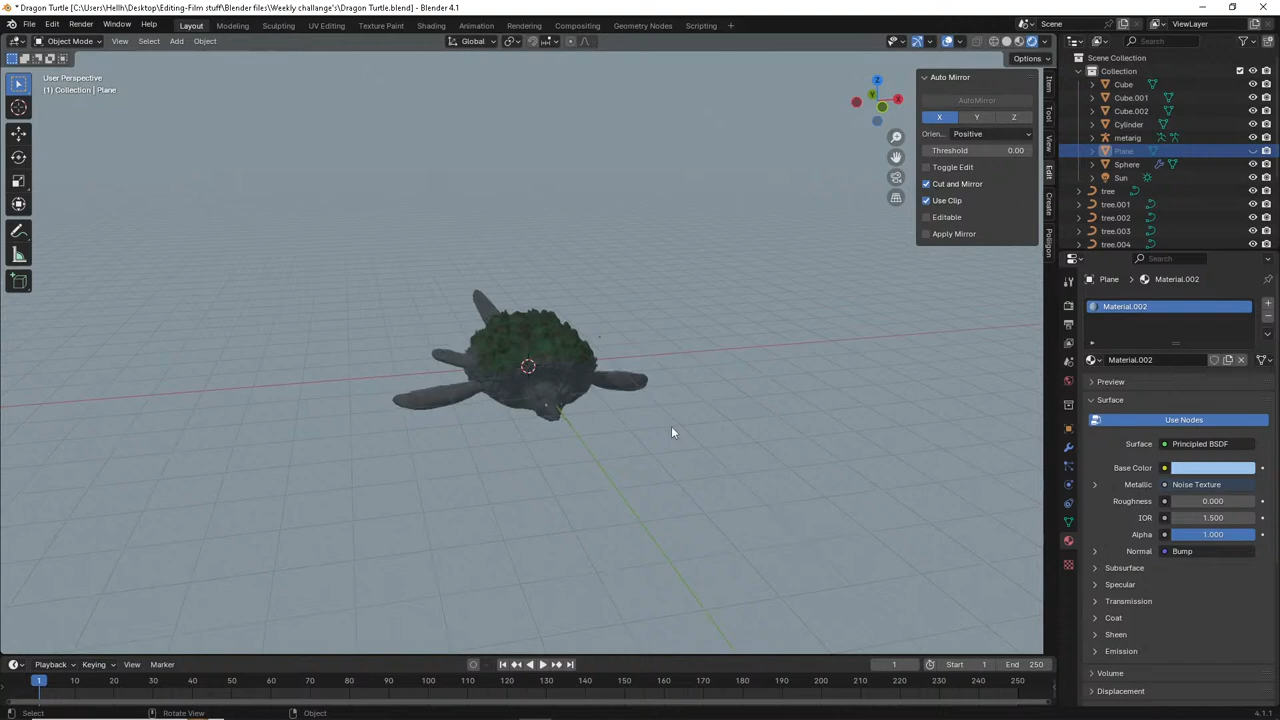 * Dragon Turtle [C:\Users\Hellh\Desktop\Editing-Film stuff\Blender files\Weekly challange's\Dragon Turtle.blend] - Blender 4.1
File Edit Render Window Help Layout Modeling Sculpting UV Editing Texture Paint Shading Animation Rendering Compositing Geometry Nodes Scripting + Scene ViewLayer
Object Mode View Select Add Object Global Search
Options
User Perspective
(1) Collection | Plane
Z
Y
X
Auto Mirror
AutoMirror
X Y Z
Orien... Positive
Threshold 0.00
Toggle Edit
Cut and Mirror
Use Clip
Editable
Apply Mirror
Item
Tool
View
Edit
Create
Poliigon
Scene Collection
Collection
Cube
Cube.001
Cube.002
Cylinder
metarig
Plane
Sphere
Sun
tree
tree.001
tree.002
tree.003
tree.004
Search
Plane Material.002
Material.002
Material.002
Preview
Surface
Use Nodes
Surface Principled BSDF
Base Color
Metallic Noise Texture
Roughness 0.000
IOR 1.500
Alpha 1.000
Normal Bump
Subsurface
Specular
Transmission
Coat
Sheen
Emission
Volume
Displacement
Playback Keying View Marker 1 Start 1 End 250
1 10 20 30 40 50 60 70 80 90 100 110 120 130 140 150 160 170 180 190 200 210 220 230 240 250
Select Rotate View Object 4.1.1